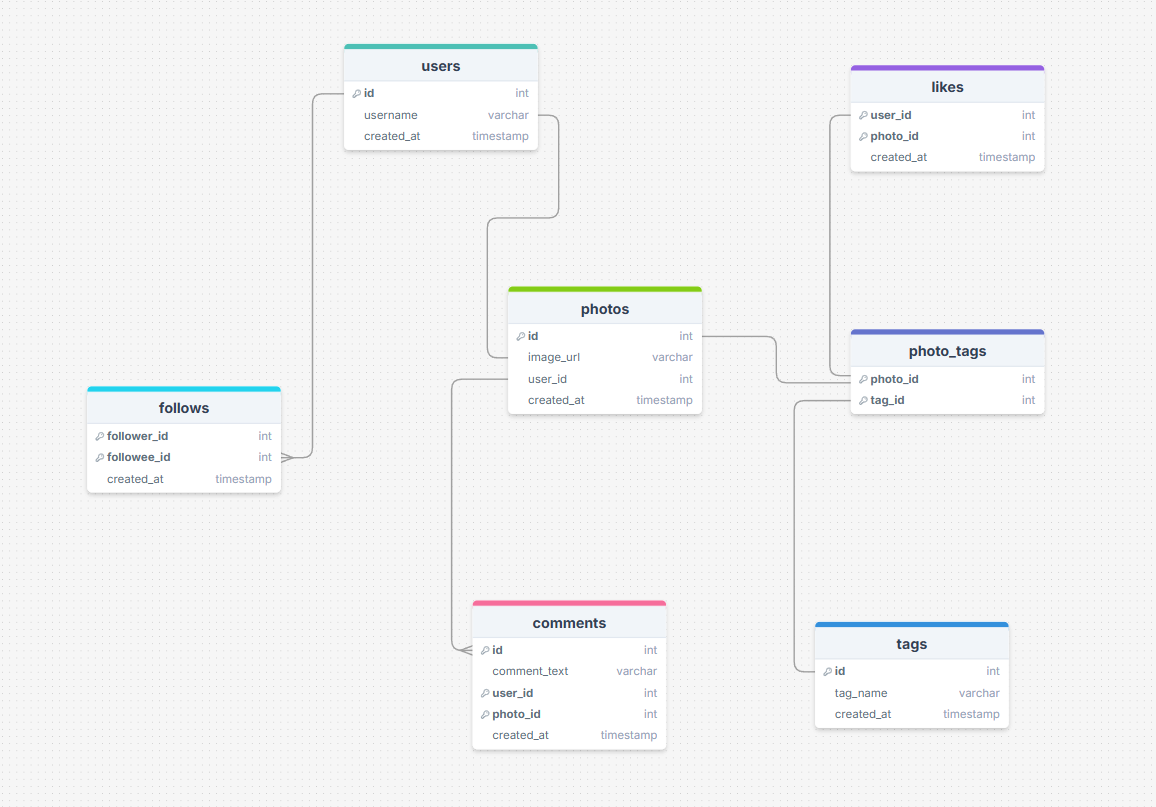 users
id int
username varchar
created_at timestamp
likes
user_id int
photo_id int
created_at timestamp
photos
id int
image_url varchar
user_id int
created_at timestamp
photo_tags
photo_id int
tag_id int
follows
follower_id int
followee_id int
created_at timestamp
comments
id int
comment_text varchar
user_id int
photo_id int
created_at timestamp
tags
id int
tag_name varchar
created_at timestamp